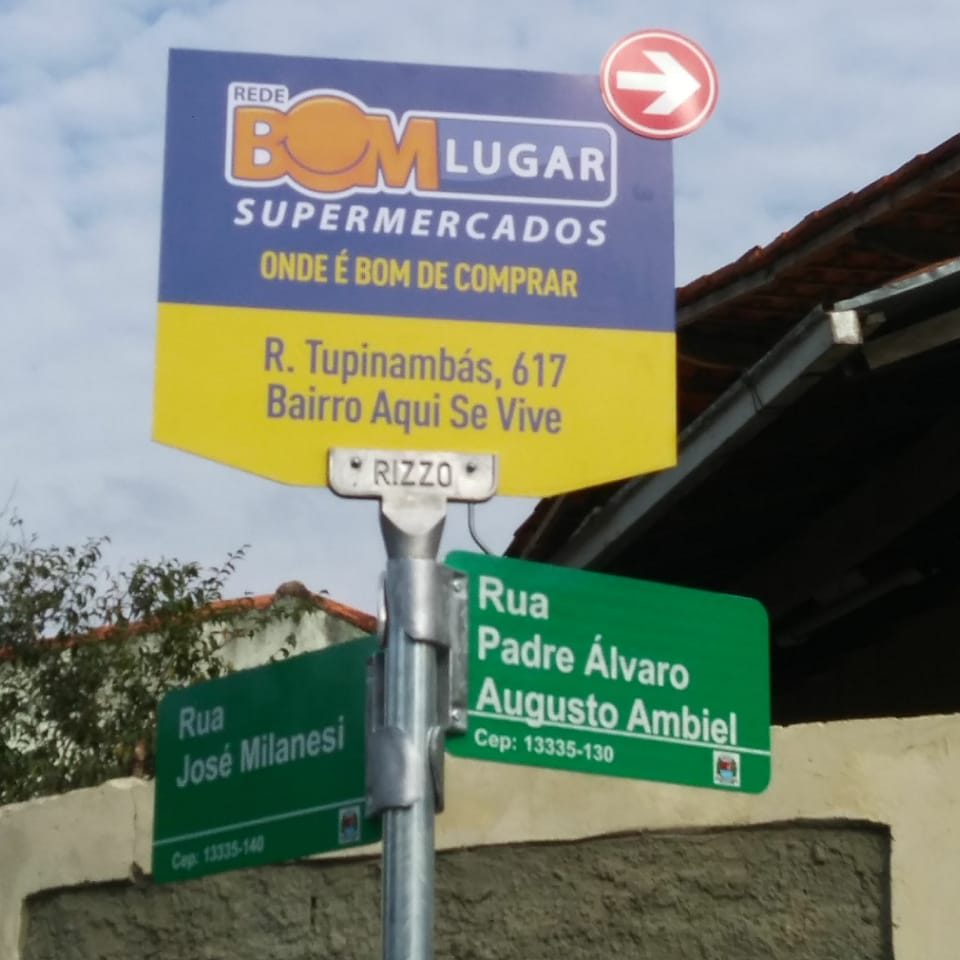 REDE
BOM LUGAR
SUPERMERCADOS
ONDE É BOM DE COMPRAR
R. Tupinambás, 617
Bairro Aqui Se Vive
RIZZO
Rua
Padre Álvaro
Augusto Ambiel
Cep: 13335-130
Rua
José Milanesi
Cep: 13335-140